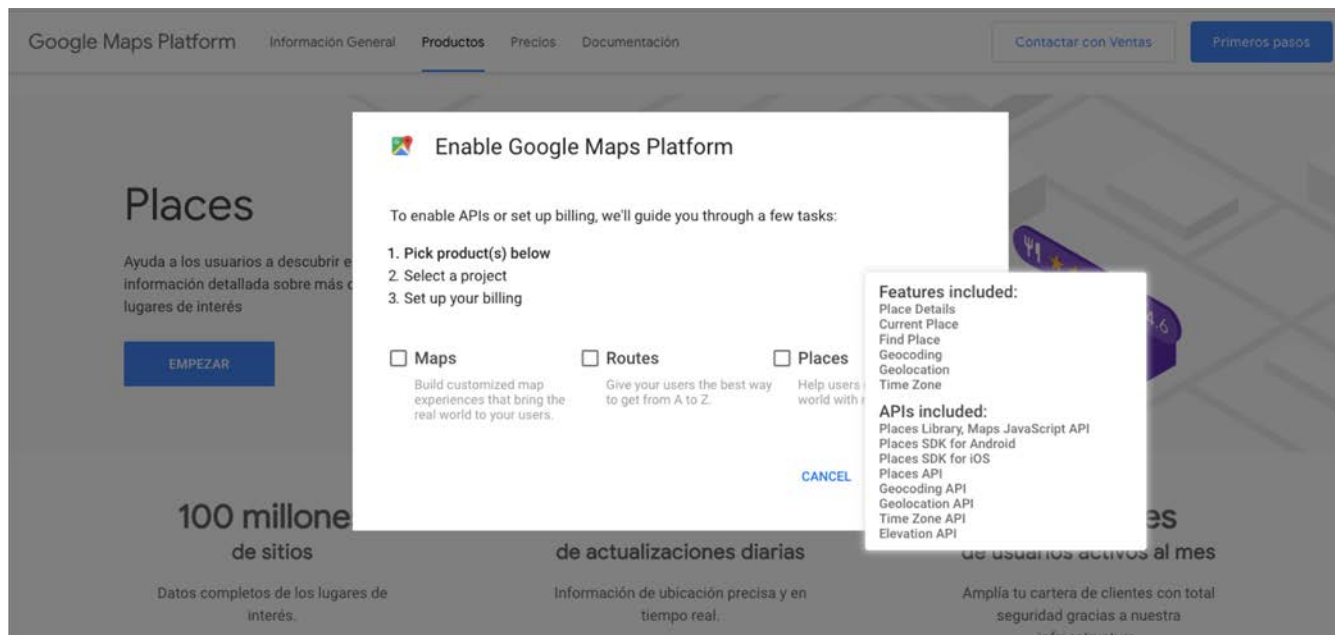 Google Maps Platform Información General Productos Precios Documentación Contactar con Ventas Primeros pasos
Enable Google Maps Platform
Places
Ayuda a los usuarios a descubrir
información detallada sobre más
lugares de interés
EMPEZAR
To enable APIs or set up billing, we'll guide you through a few tasks:
1. Pick product(s) below
2. Select a project
3. Set up your billing
Maps
Build customized map
experiences that bring the
real world to your users.
Routes
Give your users the best way
to get from A to Z.
Places
Help users
world with
CANCEL
Features included:
Place Details
Current Place
Find Place
Geocoding
Geolocation
Time Zone
APIs included:
Places Library, Maps JavaScript API
Places SDK for Android
Places SDK for iOS
Places API
Geocoding API
Geolocation API
Time Zone API
Elevation API
4.6
100 millone
de sitios
Datos completos de los lugares de
interés.
de actualizaciones diarias
Información de ubicación precisa y en
tiempo real.
es
de usuarios activos al mes
Amplía tu cartera de clientes con total
seguridad gracias a nuestra